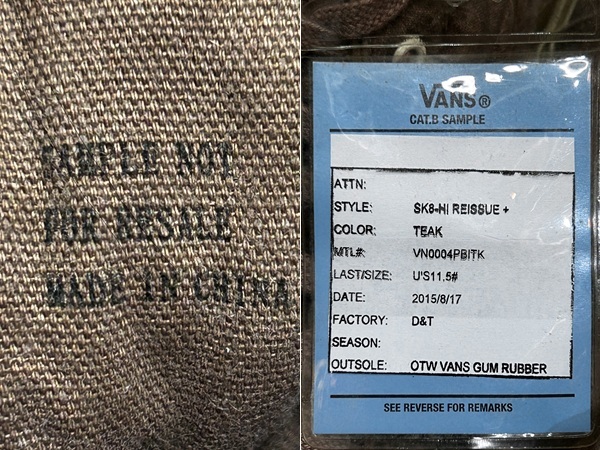 SAMPLE NOT
FOR RESALE
MADE IN CHINA
VANS®
CAT.B SAMPLE
ATTN:
STYLE: SK8-HI REISSUE +
COLOR: TEAK
MTL#: VN0004PBITK
LAST/SIZE: U'S11.5#
DATE: 2015/8/17
FACTORY: D&T
SEASON:
OUTSOLE: OTW VANS GUM RUBBER
SEE REVERSE FOR REMARKS